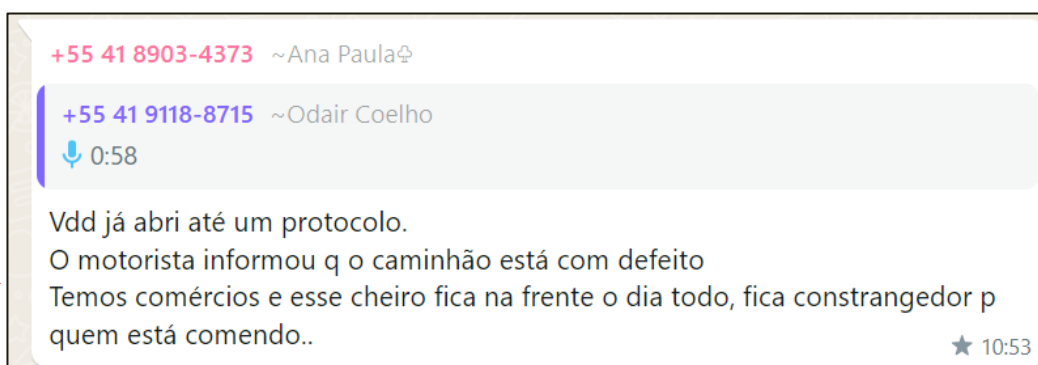 +55 41 8903-4373 ~Ana Paula♧
+55 41 9118-8715 ~Odair Coelho
0:58
Vdd já abri até um protocolo.
O motorista informou q o caminhão está com defeito
Temos comércios e esse cheiro fica na frente o dia todo, fica constrangedor p
quem está comendo..
10:53